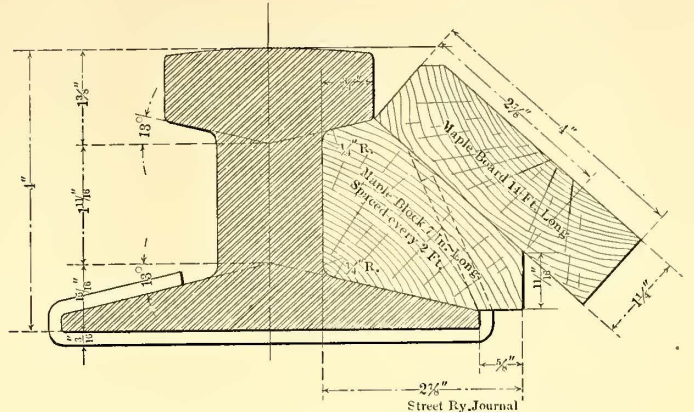 1⅜"
4"
1 11/16"
15/16"
3/16"
13°
13°
¼" R.
¼" R.
Maple Block 7 In. Long,
Spaced every 2 Ft.
Maple Board 14 Ft. Long
2⅞"
4"
1¼"
11/16"
⅝"
2⅞"
Street Ry. Journal